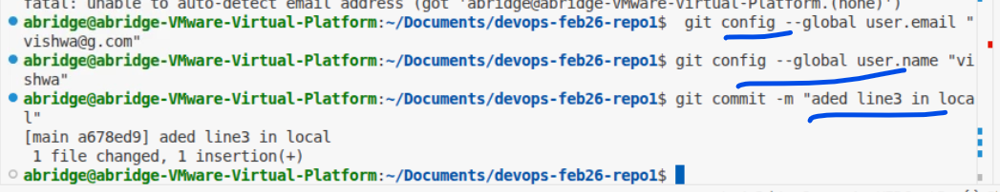 fatal: unable to auto-detect email address (got 'abridge@abridge-VMware-Virtual-Platform.(none)')
abridge@abridge-VMware-Virtual-Platform:~/Documents/devops-feb26-repo1$  git config --global user.email "
vishwa@g.com"
abridge@abridge-VMware-Virtual-Platform:~/Documents/devops-feb26-repo1$ git config --global user.name "vi
shwa"
abridge@abridge-VMware-Virtual-Platform:~/Documents/devops-feb26-repo1$ git commit -m "aded line3 in loca
l"
[main a678ed9] aded line3 in local
 1 file changed, 1 insertion(+)
abridge@abridge-VMware-Virtual-Platform:~/Documents/devops-feb26-repo1$